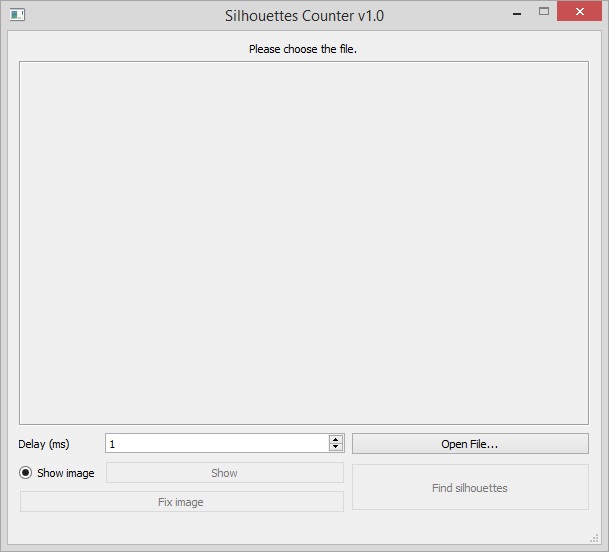 Silhouettes Counter v1.0
Please choose the file.
Delay (ms)
1
Open File...
Show image
Show
Find silhouettes
Fix image